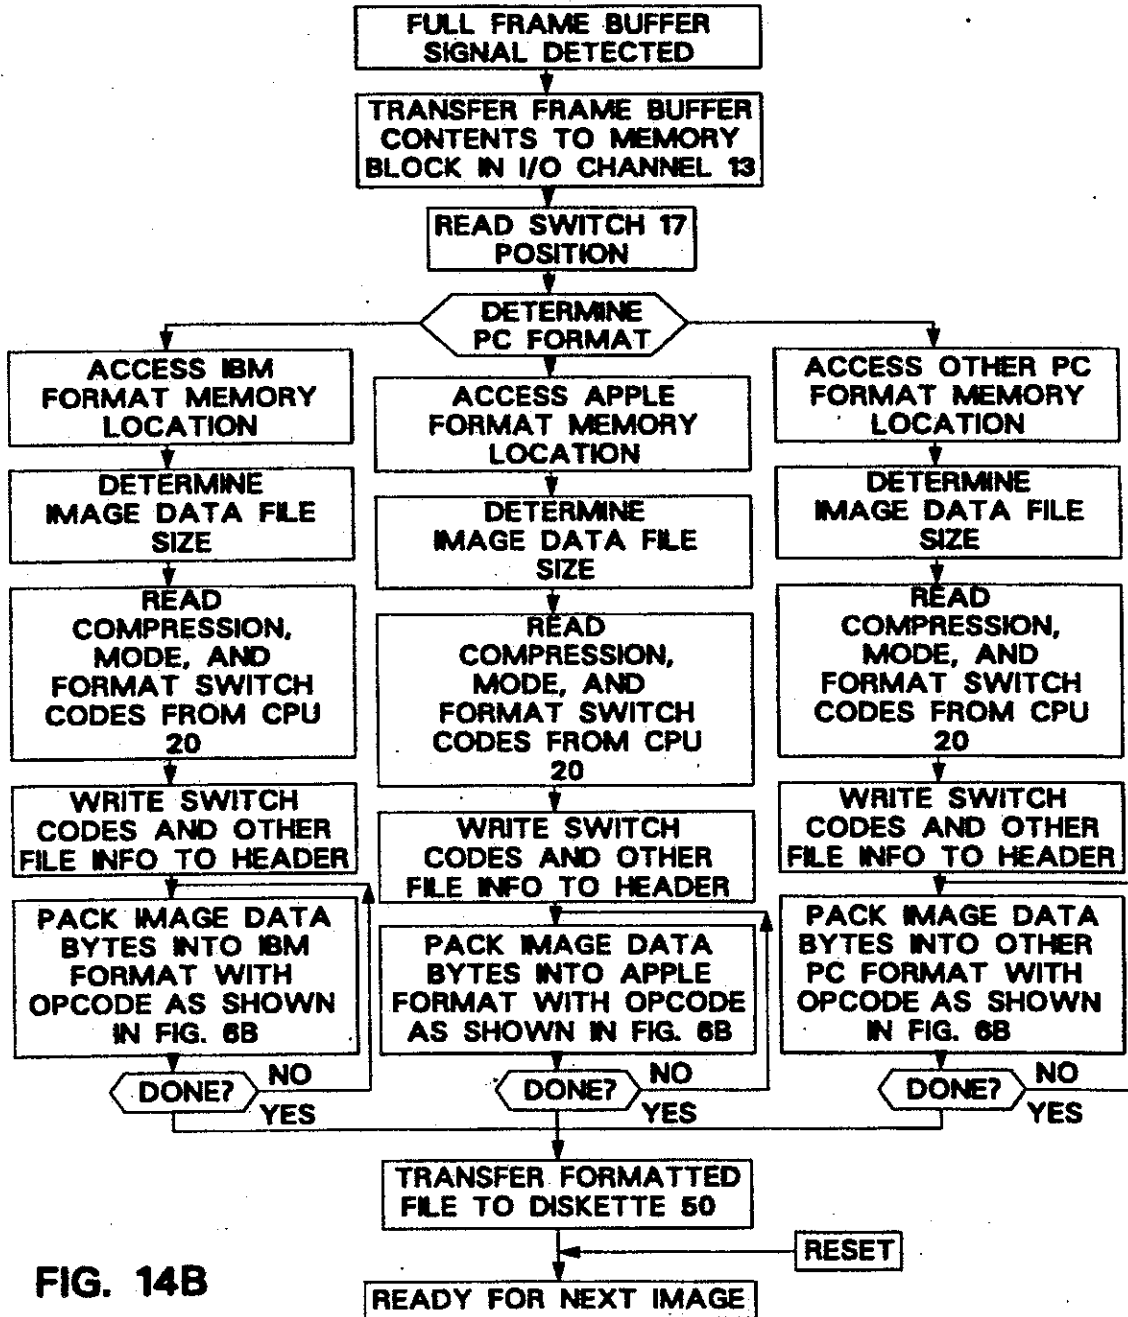 FULL FRAME BUFFER
SIGNAL DETECTED
TRANSFER FRAME BUFFER
CONTENTS TO MEMORY
BLOCK IN I/O CHANNEL 13
READ SWITCH 17
POSITION
DETERMINE
PC FORMAT
ACCESS IBM
FORMAT MEMORY
LOCATION
DETERMINE
IMAGE DATA FILE
SIZE
READ
COMPRESSION,
MODE, AND
FORMAT SWITCH
CODES FROM CPU
20
WRITE SWITCH
CODES AND OTHER
FILE INFO TO HEADER
PACK IMAGE DATA
BYTES INTO IBM
FORMAT WITH
OPCODE AS SHOWN
IN FIG. 6B
DONE?
NO
YES
ACCESS APPLE
FORMAT MEMORY
LOCATION
DETERMINE
IMAGE DATA FILE
SIZE
READ
COMPRESSION,
MODE, AND
FORMAT SWITCH
CODES FROM CPU
20
WRITE SWITCH
CODES AND OTHER
FILE INFO TO HEADER
PACK IMAGE DATA
BYTES INTO APPLE
FORMAT WITH OPCODE
AS SHOWN IN FIG. 6B
DONE?
NO
YES
ACCESS OTHER PC
FORMAT MEMORY
LOCATION
DETERMINE
IMAGE DATA FILE
SIZE
READ
COMPRESSION,
MODE, AND
FORMAT SWITCH
CODES FROM CPU
20
WRITE SWITCH
CODES AND OTHER
FILE INFO TO HEADER
PACK IMAGE DATA
BYTES INTO OTHER
PC FORMAT WITH
OPCODE AS SHOWN
IN FIG. 6B
DONE?
NO
YES
TRANSFER FORMATTED
FILE TO DISKETTE 50
RESET
READY FOR NEXT IMAGE
FIG. 14B